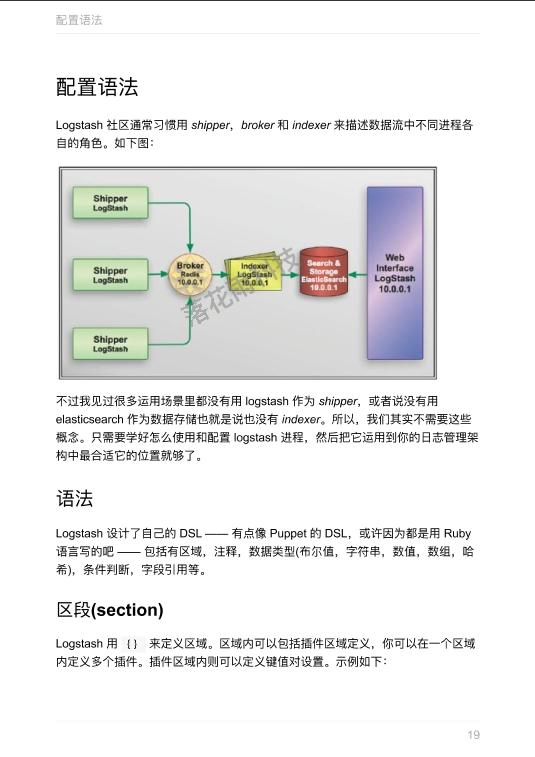 配置语法
配置语法
Logstash 社区通常习惯用 shipper，broker 和 indexer 来描述数据流中不同进程各
自的角色。如下图：
Shipper
LogStash
Shipper
LogStash
Shipper
LogStash
Broker
Redis
10.0.0.1
Indexer
LogStash
10.0.0.1
Search &
Storage
ElasticSearch
10.0.0.1
Web
Interface
LogStash
10.0.0.1
不过我见过很多运用场景里都没有用 logstash 作为 shipper，或者说没有用
elasticsearch 作为数据存储也就是说也没有 indexer。所以，我们其实不需要这些
概念。只需要学好怎么使用和配置 logstash 进程，然后把它运用到你的日志管理架
构中最合适它的位置就够了。
语法
Logstash 设计了自己的 DSL —— 有点像 Puppet 的 DSL，或许因为都是用 Ruby
语言写的吧 —— 包括有区域，注释，数据类型(布尔值，字符串，数值，数组，哈
希)，条件判断，字段引用等。
区段(section)
Logstash 用 {} 来定义区域。区域内可以包括插件区域定义，你可以在一个区域
内定义多个插件。插件区域内则可以定义键值对设置。示例如下：
19